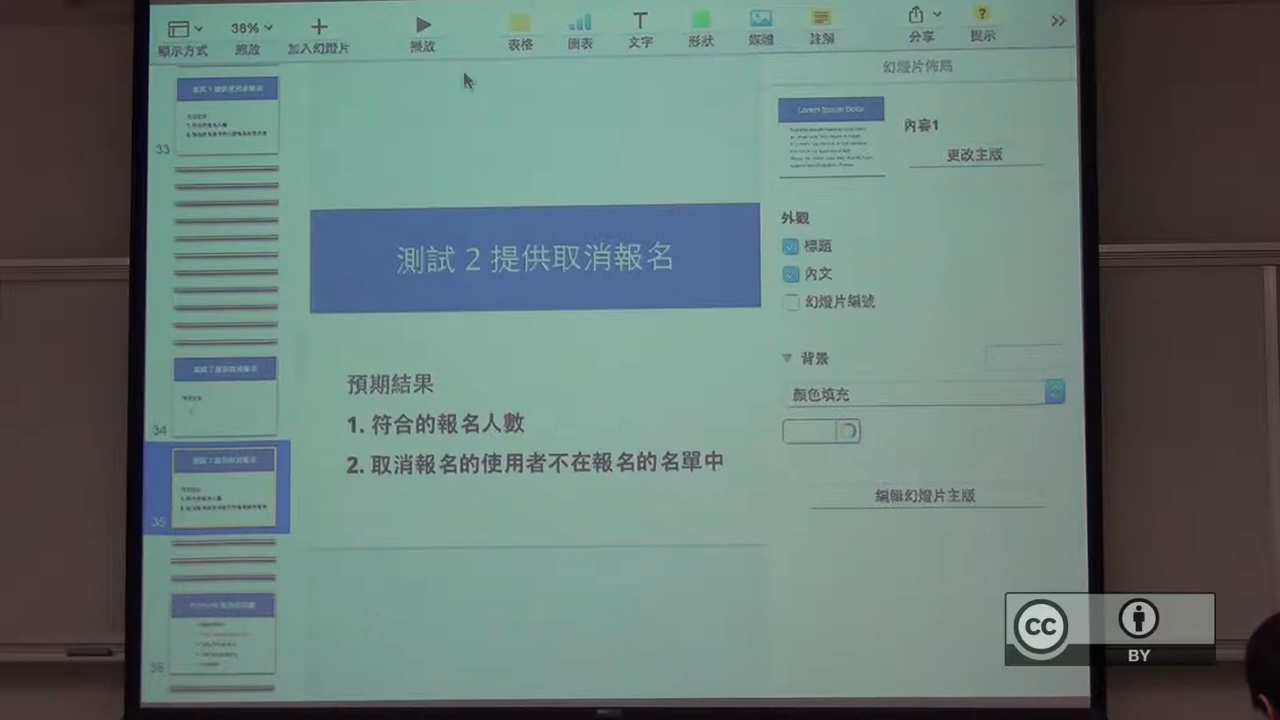 38%
顯示方式
縮放
加入幻燈片
播放
表格
圖表
文字
形狀
媒體
註解
分享
提示
幻燈片佈局
Lorem Ipsum Dolor
內容1
更改主版
外觀
標題
內文
幻燈片編號
背景
顏色填充
編輯幻燈片主版
33
34
35
36
測試 2 提供取消報名
預期結果
1. 符合的報名人數
2. 取消報名的使用者不在報名的名單中
CC
BY